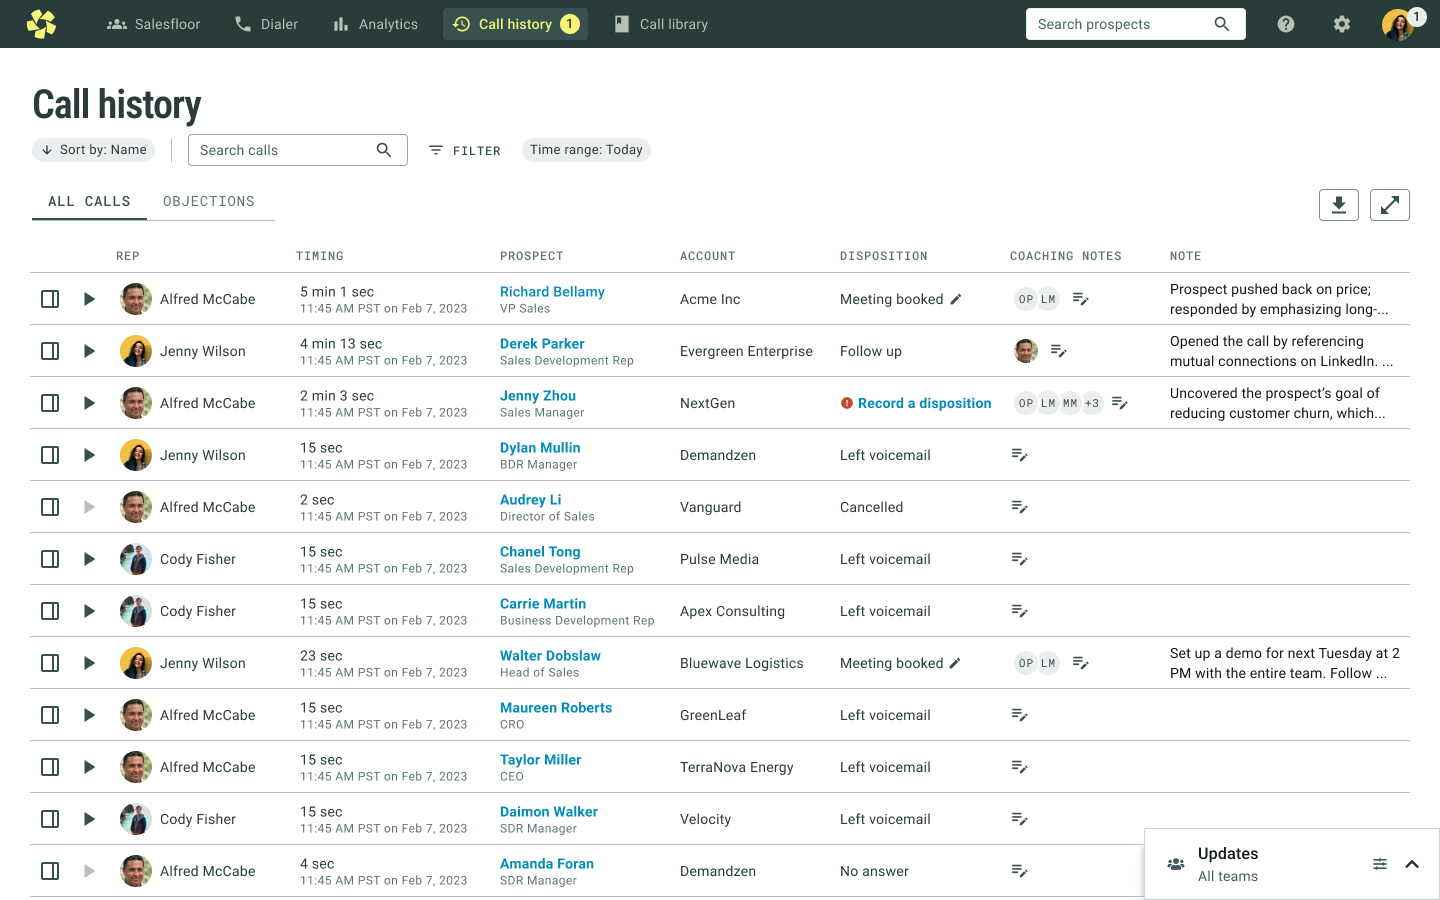 Salesfloor
Dialer
Analytics
Call history 1
Call library
Search prospects
1
Call history
Sort by: Name
Search calls
FILTER
Time range: Today
ALL CALLS
OBJECTIONS
REP TIMING PROSPECT ACCOUNT DISPOSITION COACHING NOTES NOTE
Alfred McCabe
5 min 1 sec
11:45 AM PST on Feb 7, 2023
Richard Bellamy
VP Sales
Acme Inc
Meeting booked
OP LM
Prospect pushed back on price;
responded by emphasizing long-...
Jenny Wilson
4 min 13 sec
11:45 AM PST on Feb 7, 2023
Derek Parker
Sales Development Rep
Evergreen Enterprise
Follow up
Opened the call by referencing
mutual connections on LinkedIn. ...
Alfred McCabe
2 min 3 sec
11:45 AM PST on Feb 7, 2023
Jenny Zhou
Sales Manager
NextGen
Record a disposition
OP LM MM +3
Uncovered the prospect’s goal of
reducing customer churn, which...
Jenny Wilson
15 sec
11:45 AM PST on Feb 7, 2023
Dylan Mullin
BDR Manager
Demandzen
Left voicemail
Alfred McCabe
2 sec
11:45 AM PST on Feb 7, 2023
Audrey Li
Director of Sales
Vanguard
Cancelled
Cody Fisher
15 sec
11:45 AM PST on Feb 7, 2023
Chanel Tong
Sales Development Rep
Pulse Media
Left voicemail
Cody Fisher
15 sec
11:45 AM PST on Feb 7, 2023
Carrie Martin
Business Development Rep
Apex Consulting
Left voicemail
Jenny Wilson
23 sec
11:45 AM PST on Feb 7, 2023
Walter Dobslaw
Head of Sales
Bluewave Logistics
Meeting booked
OP LM
Set up a demo for next Tuesday at 2
PM with the entire team. Follow ...
Alfred McCabe
15 sec
11:45 AM PST on Feb 7, 2023
Maureen Roberts
CRO
GreenLeaf
Left voicemail
Alfred McCabe
15 sec
11:45 AM PST on Feb 7, 2023
Taylor Miller
CEO
TerraNova Energy
Left voicemail
Cody Fisher
15 sec
11:45 AM PST on Feb 7, 2023
Daimon Walker
SDR Manager
Velocity
Left voicemail
Alfred McCabe
4 sec
11:45 AM PST on Feb 7, 2023
Amanda Foran
SDR Manager
Demandzen
No answer
Updates
All teams